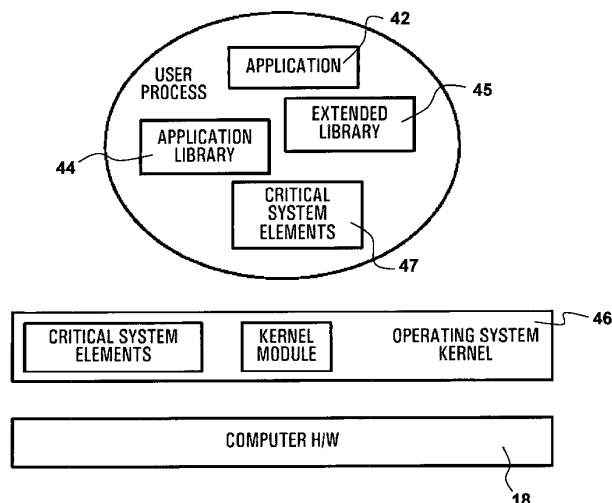 42
APPLICATION
USER
PROCESS
45
EXTENDED
LIBRARY
APPLICATION
LIBRARY
44
CRITICAL
SYSTEM
ELEMENTS
47
46
CRITICAL SYSTEM
ELEMENTS
KERNEL
MODULE
OPERATING SYSTEM
KERNEL
COMPUTER H/W
18